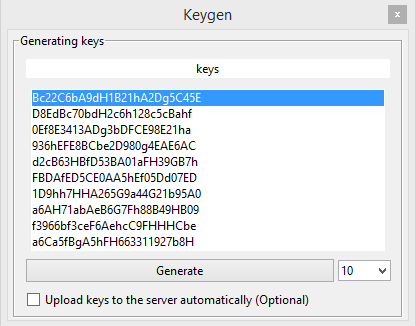 Keygen
x
Generating keys
keys
Bc22C6bA9dH1B21hA2Dg5C45E
D8EdBc70bdH2c6h128c5cBahf
0Ef8E3413ADg3bDFCE98E21ha
936hEFE8BCbe2D980g4EAE6AC
d2cB63HBfD53BA01aFH39GB7h
FBDAfED5CE0AA5hEf05Dd07ED
1D9hh7HHA265G9a44G21b95A0
a6AH71abAeB6G7Fh88B49HB09
f3966bf3ceF6AehcC9FHHHCbe
a6Ca5fBgA5hFH663311927b8H
Generate
10
Upload keys to the server automatically (Optional)